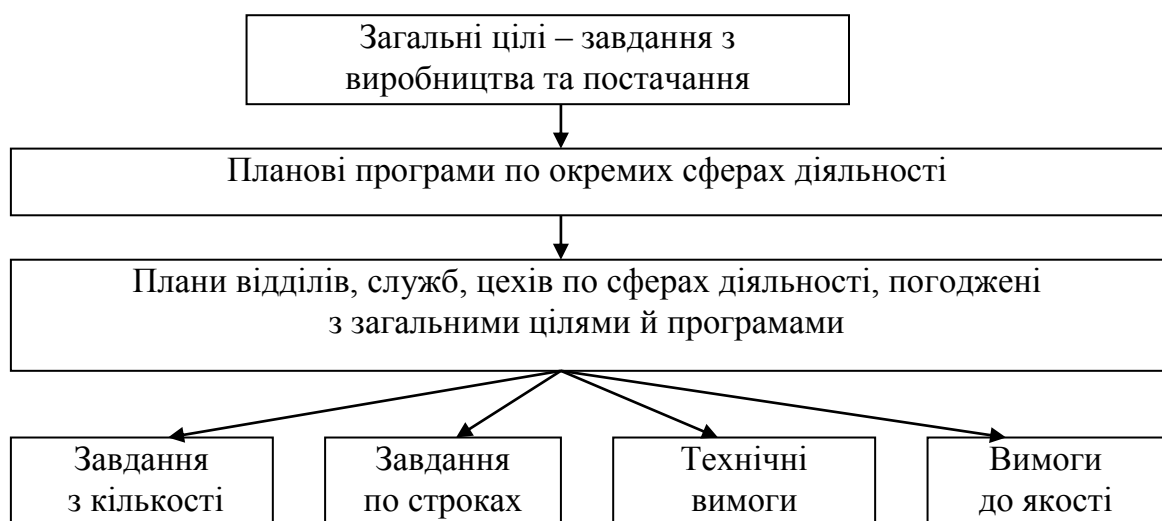 Загальні цілі – завдання з
виробництва та постачання
Планові програми по окремих сферах діяльності
Плани відділів, служб, цехів по сферах діяльності, погоджені
з загальними цілями й програмами
Завдання
з кількості
Завдання
по строках
Технічні
вимоги
Вимоги
до якості